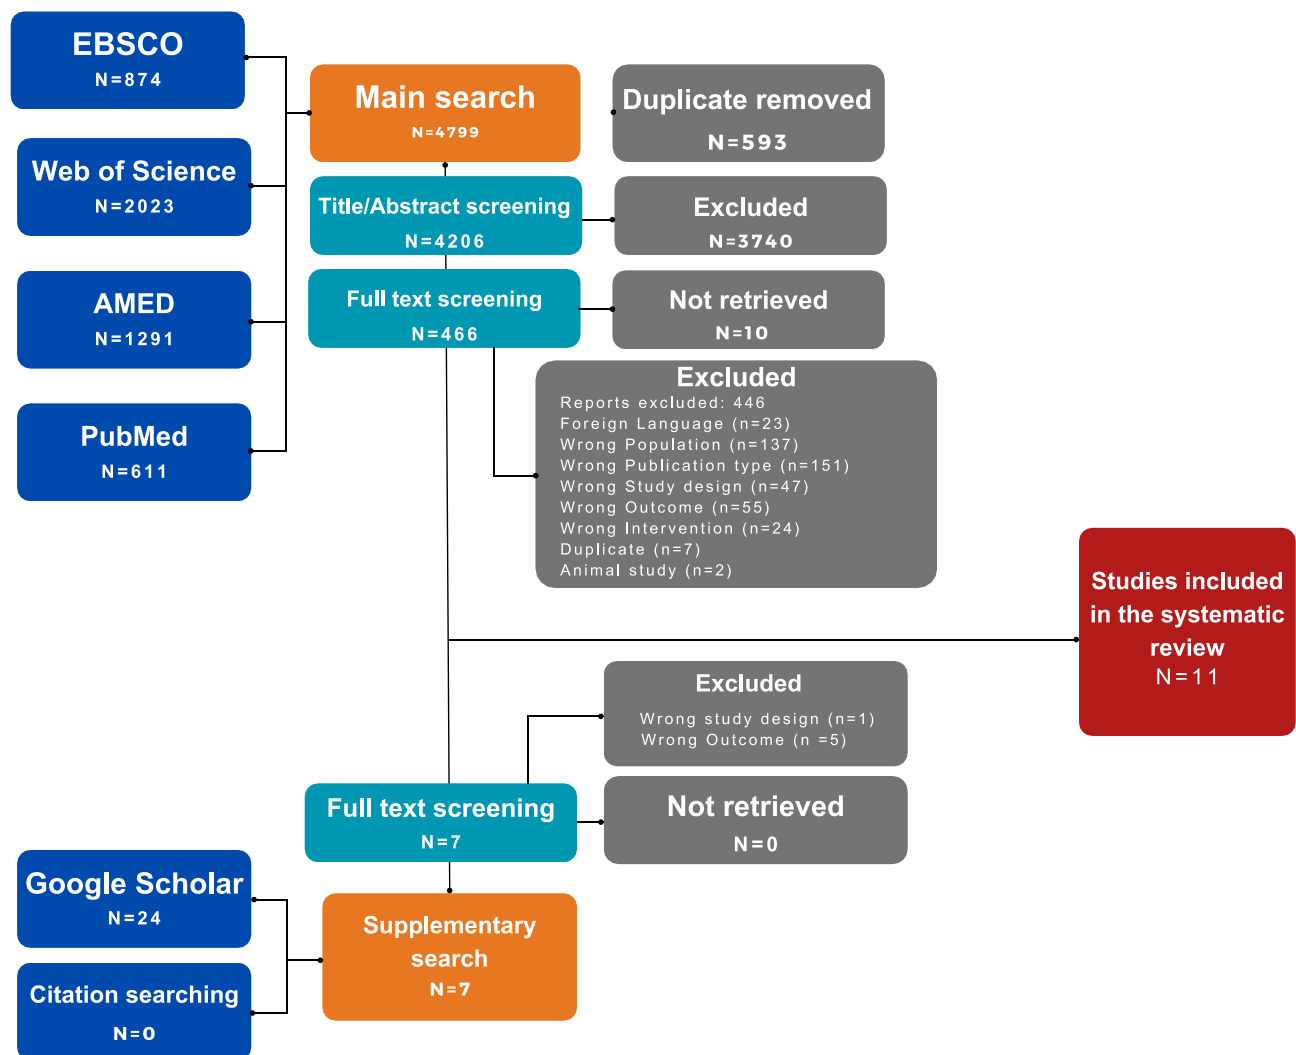 EBSCO
N=874
Web of Science
N=2023
AMED
N=1291
PubMed
N=611
Main search
N=4799
Duplicate removed
N=593
Title/Abstract screening
N=4206
Excluded
N=3740
Full text screening
N=466
Not retrieved
N=10
Excluded
Reports excluded: 446
Foreign Language (n=23)
Wrong Population (n=137)
Wrong Publication type (n=151)
Wrong Study design (n=47)
Wrong Outcome (n=55)
Wrong Intervention (n=24)
Duplicate (n=7)
Animal study (n=2)
Studies included
in the systematic
review
N=11
Excluded
Wrong study design (n=1)
Wrong Outcome (n =5)
Full text screening
N=7
Not retrieved
N=0
Google Scholar
N=24
Citation searching
N=0
Supplementary
search
N=7